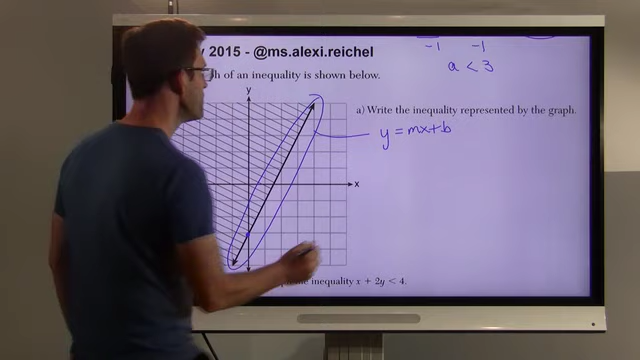 2015 - @ms.alexi.reichel
-1 -1
a < 3
of an inequality is shown below.
y
a) Write the inequality represented by the graph.
y = mx+b
x
inequality x + 2y < 4.